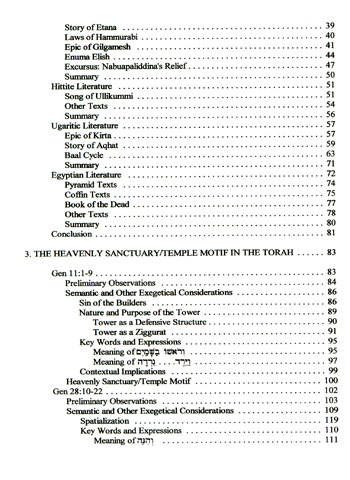 Story of Etana . . . . . . . . . . 39
Laws of Hammurabi . . . . . . . . . . 40
Epic of Gilgamesh . . . . . . . . . . 41
Enuma Elish . . . . . . . . . . 44
Excursus: Nabuapaliddina's Relief . . . . . . . . . . 47
Summary . . . . . . . . . . 50
Hittite Literature . . . . . . . . . . 51
Song of Ullikummi . . . . . . . . . . 51
Other Texts . . . . . . . . . . 54
Summary . . . . . . . . . . 56
Ugaritic Literature . . . . . . . . . . 57
Epic of Kirta . . . . . . . . . . 57
Story of Aqhat . . . . . . . . . . 59
Baal Cycle . . . . . . . . . . 63
Summary . . . . . . . . . . 71
Egyptian Literature . . . . . . . . . . 72
Pyramid Texts . . . . . . . . . . 74
Coffin Texts . . . . . . . . . . 75
Book of the Dead . . . . . . . . . . 77
Other Texts . . . . . . . . . . 78
Summary . . . . . . . . . . 80
Conclusion . . . . . . . . . . 81
3. THE HEAVENLY SANCTUARY/TEMPLE MOTIF IN THE TORAH . . . . . . 83
Gen 11:1-9 . . . . . . . . . . 83
Preliminary Observations . . . . . . . . . . 84
Semantic and Other Exegetical Considerations . . . . . . . . . . 86
Sin of the Builders . . . . . . . . . . 86
Nature and Purpose of the Tower . . . . . . . . . . 89
Tower as a Defensive Structure . . . . . . . . . . 90
Tower as a Ziggurat . . . . . . . . . . 91
Key Words and Expressions . . . . . . . . . . 95
Meaning of וְרֹאשׁוֹ בַשָּׁמַיִם . . . . . . . . . . 95
Meaning of וַיֵּרֶד... נֵרְדָה . . . . . . . . . . 97
Contextual Implications . . . . . . . . . . 99
Heavenly Sanctuary/Temple Motif . . . . . . . . . . 100
Gen 28:10-22 . . . . . . . . . . 102
Preliminary Observations . . . . . . . . . . 103
Semantic and Other Exegetical Considerations . . . . . . . . . . 109
Spatialization . . . . . . . . . . 119
Key Words and Expressions . . . . . . . . . . 110
Meaning of וְהִנֵּה . . . . . . . . . . 111